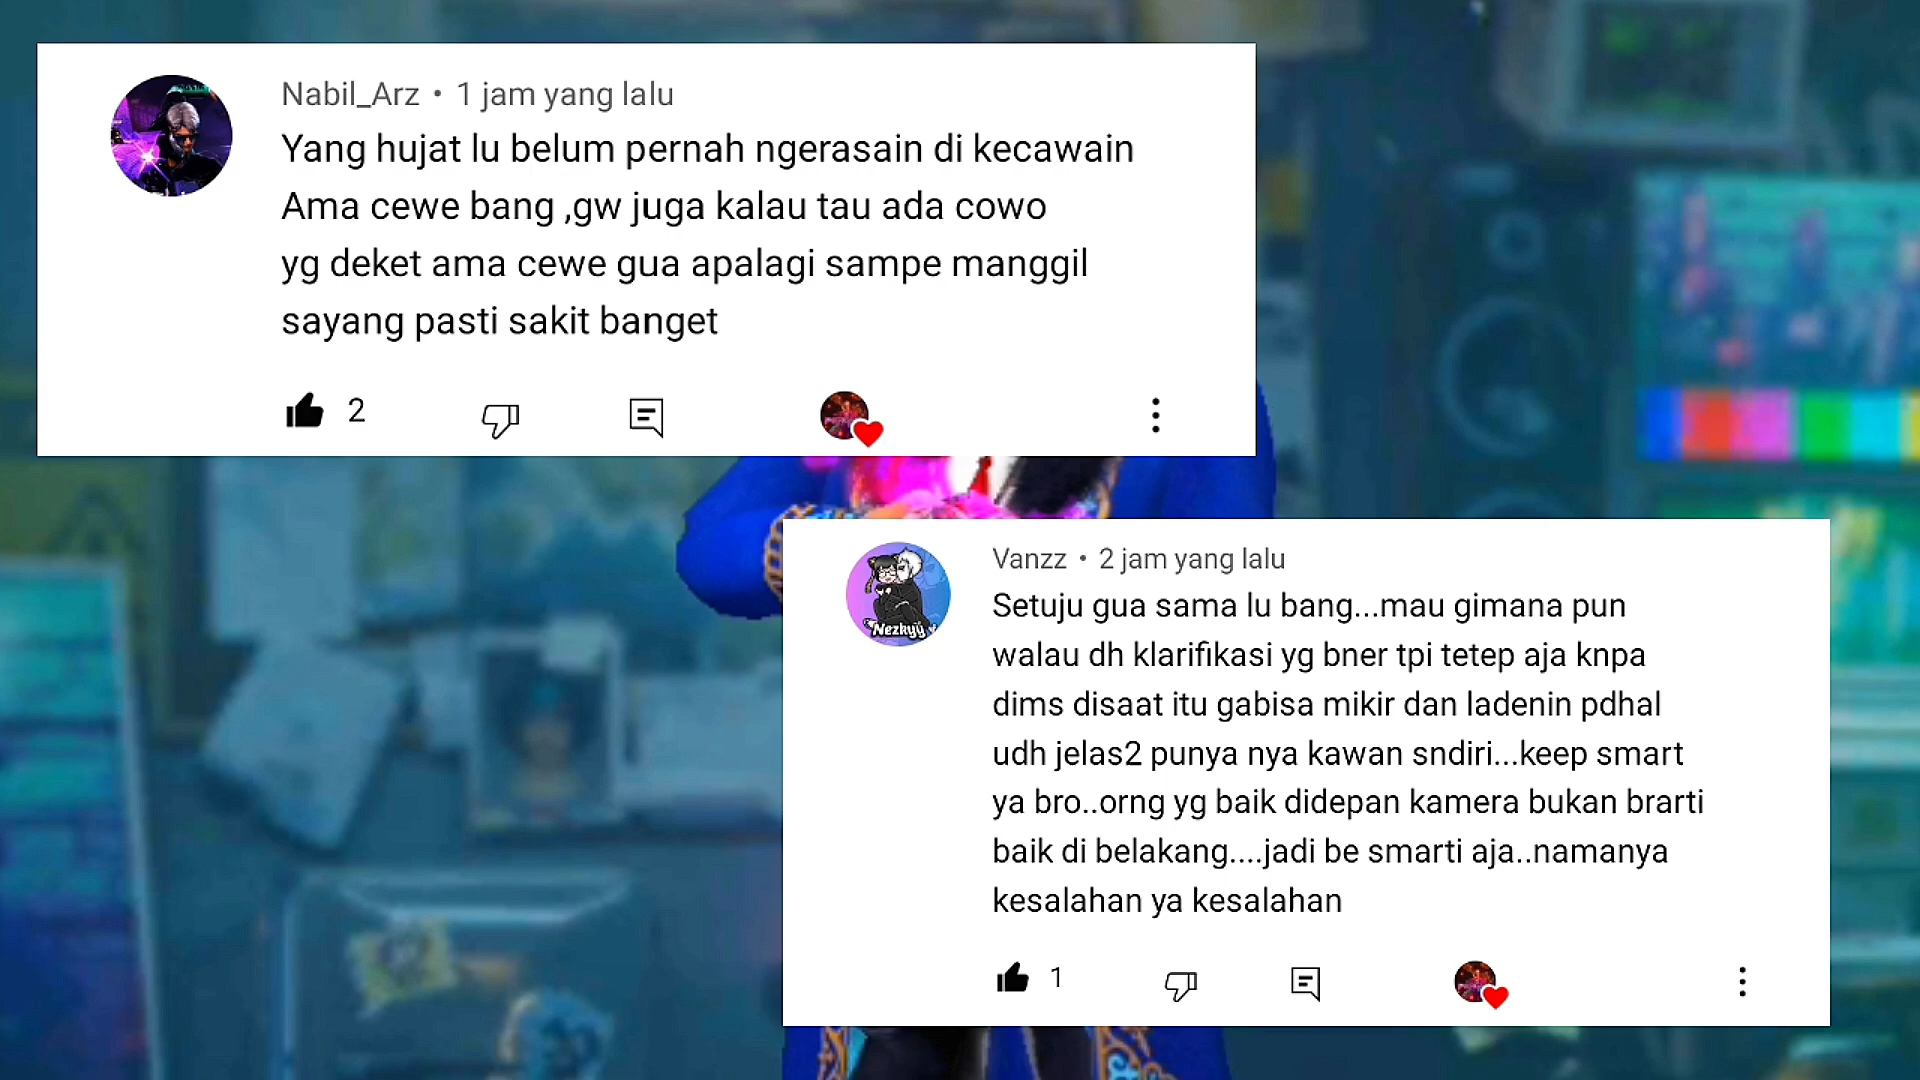 Nabil_Arz • 1 jam yang lalu
Yang hujat lu belum pernah ngerasain di kecawain
Ama cewe bang ,gw juga kalau tau ada cowo
yg deket ama cewe gua apalagi sampe manggil
sayang pasti sakit banget
2
Vanzz • 2 jam yang lalu
Setuju gua sama lu bang...mau gimana pun
walau dh klarifikasi yg bner tpi tetep aja knpa
dims disaat itu gabisa mikir dan ladenin pdhal
udh jelas2 punya nya kawan sndiri...keep smart
ya bro..orng yg baik didepan kamera bukan brarti
baik di belakang....jadi be smarti aja..namanya
kesalahan ya kesalahan
Nezkyy
1